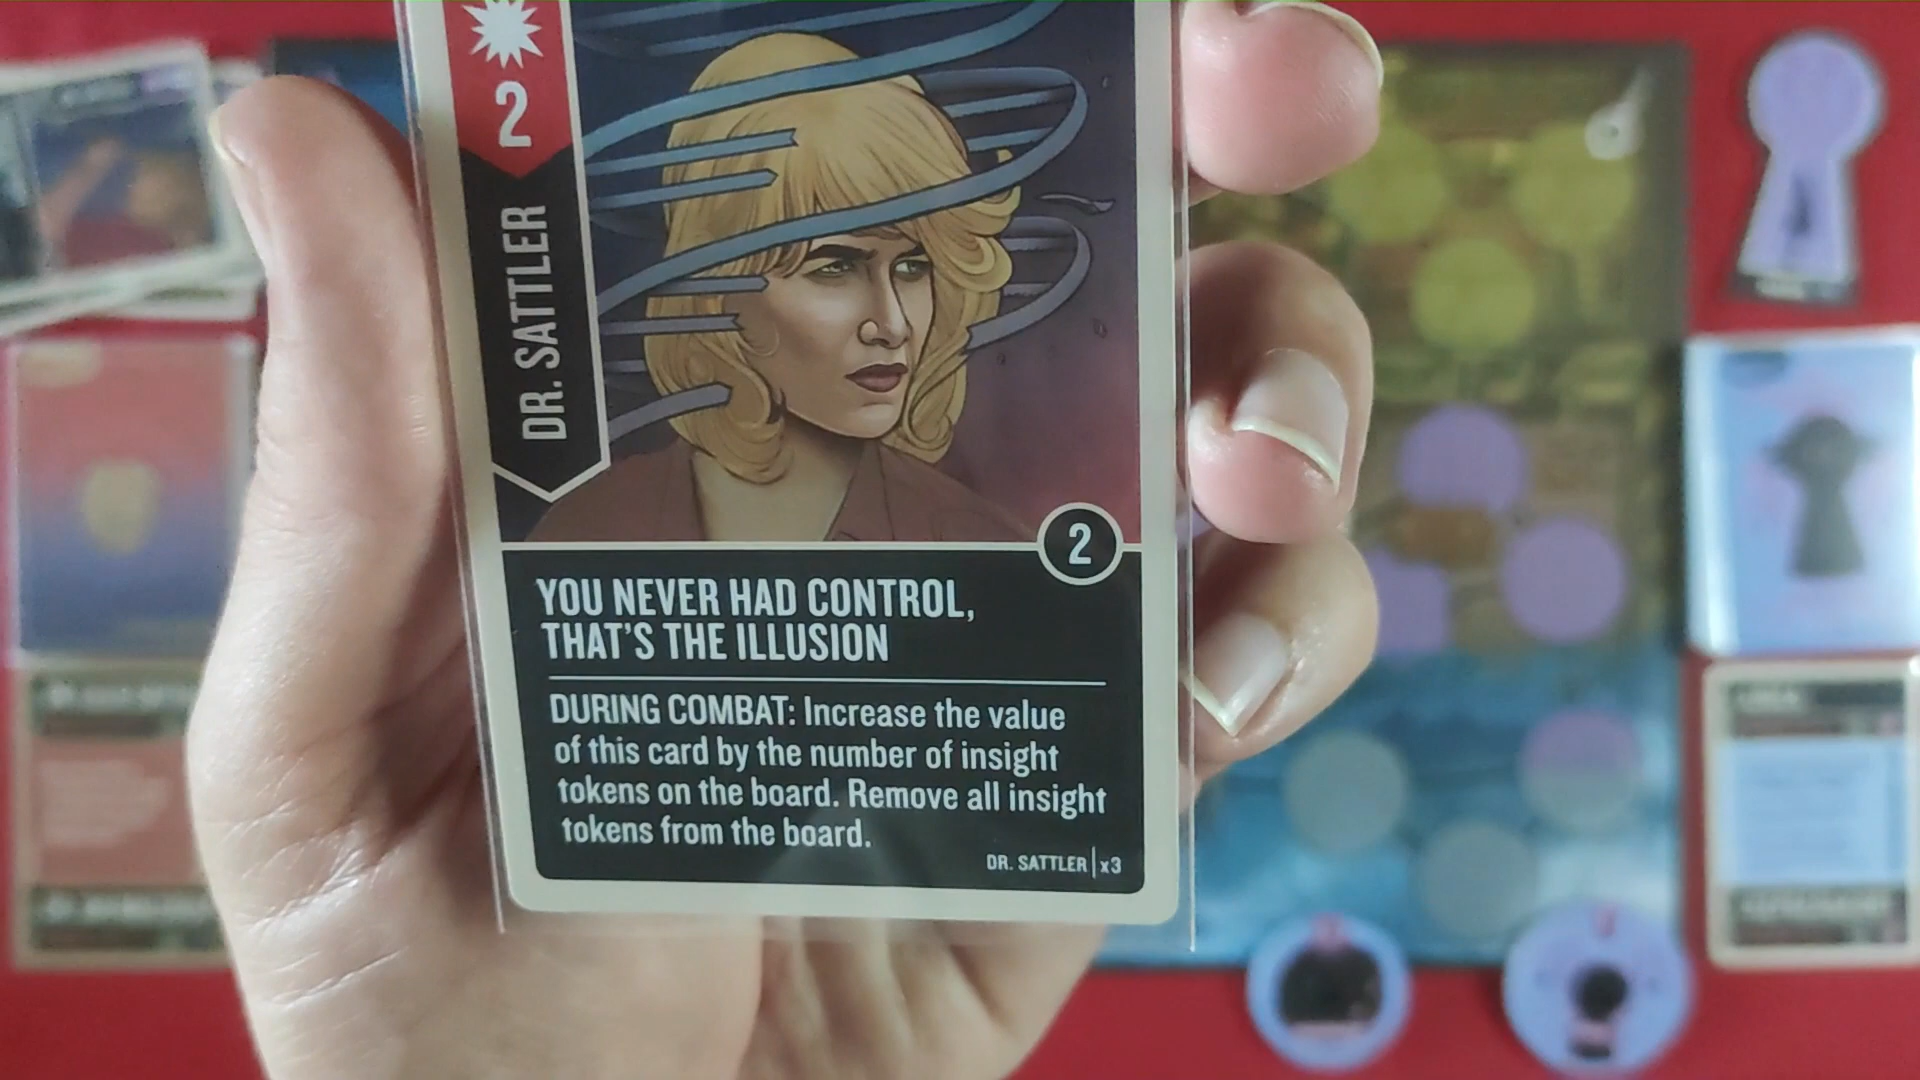 2
DR. SATTLER
2
YOU NEVER HAD CONTROL,
THAT'S THE ILLUSION
DURING COMBAT: Increase the value
of this card by the number of insight
tokens on the board. Remove all insight
tokens from the board.
DR. SATTLER | x3